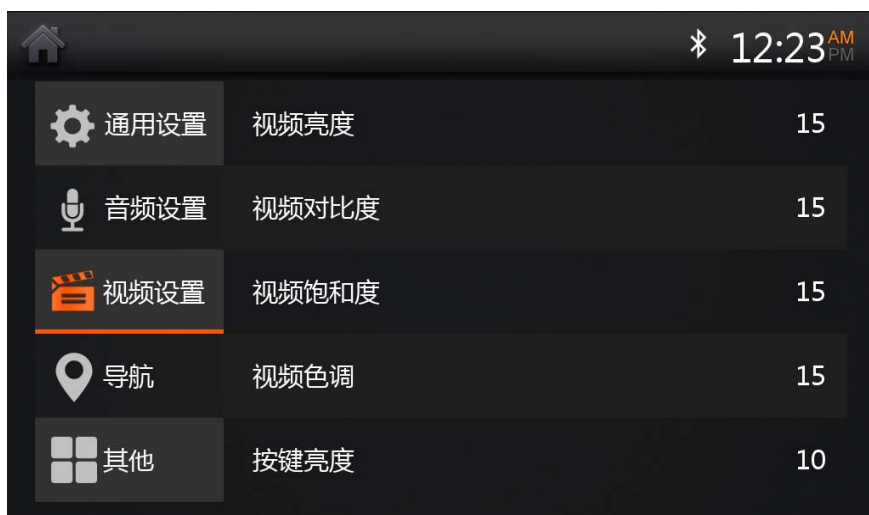 12:23 AM
PM
通用设置 视频亮度 15
音频设置 视频对比度 15
视频设置 视频饱和度 15
导航 视频色调 15
其他 按键亮度 10